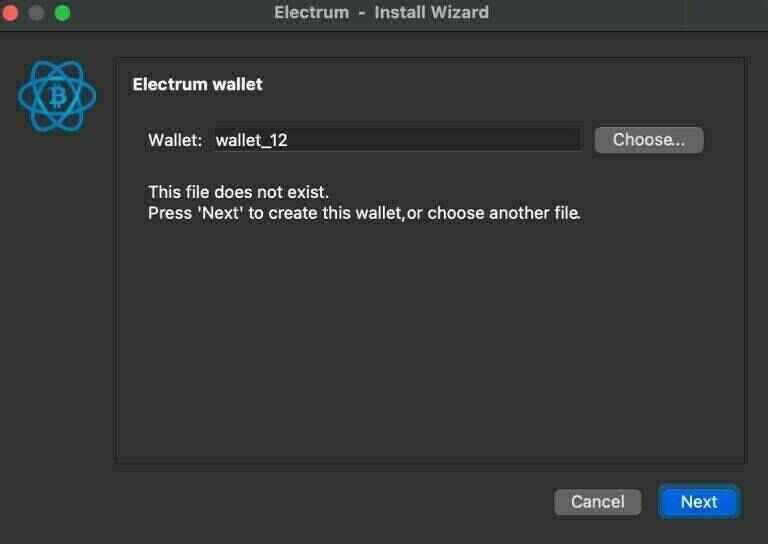 Electrum - Install Wizard
Electrum wallet
Wallet: wallet_12 Choose...
This file does not exist.
Press 'Next' to create this wallet,or choose another file.
Cancel Next